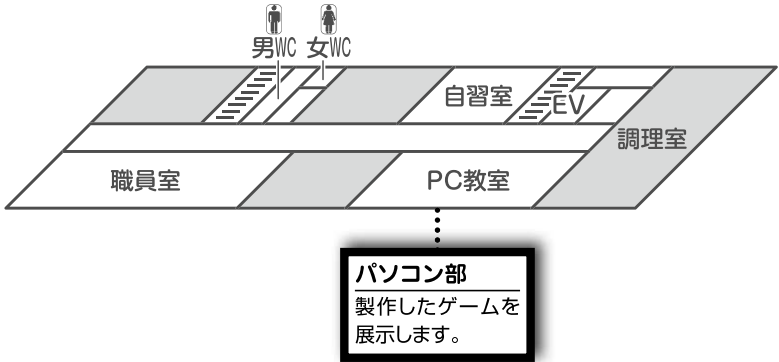 男WC 女WC
自習室
EV
調理室
職員室
PC教室
パソコン部
製作したゲームを
展示します。